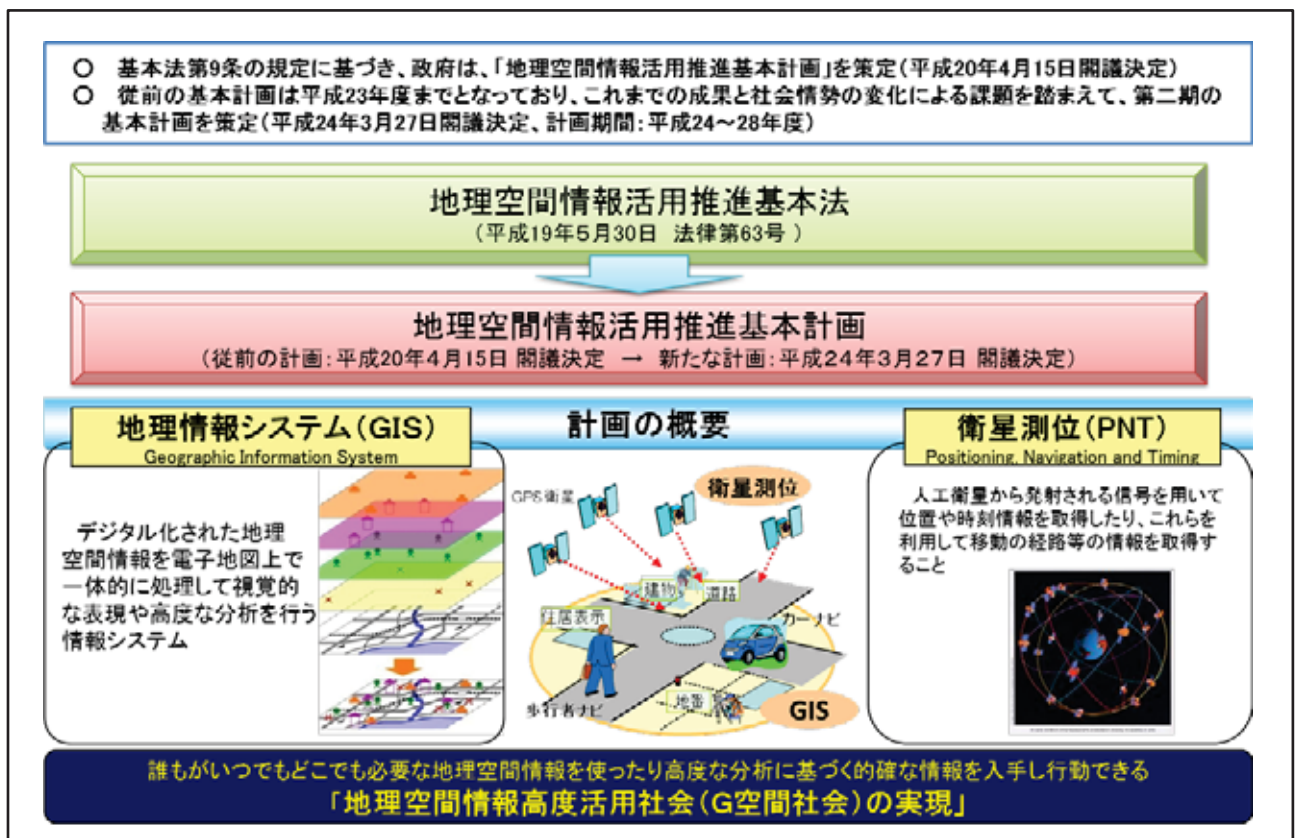 ○ 基本法第9条の規定に基づき、政府は、「地理空間情報活用推進基本計画」を策定(平成20年4月15日閣議決定)
○ 従前の基本計画は平成23年度までとなっており、これまでの成果と社会情勢の変化による課題を踏まえて、第二期の
基本計画を策定(平成24年3月27日閣議決定、計画期間:平成24～28年度)
地理空間情報活用推進基本法
(平成19年5月30日 法律第63号 )
地理空間情報活用推進基本計画
(従前の計画:平成20年4月15日 閣議決定 → 新たな計画:平成24年3月27日 閣議決定)
計画の概要
地理情報システム(GIS)
Geographic Information System
デジタル化された地理
空間情報を電子地図上で
一体的に処理して視覚的
な表現や高度な分析を行う
情報システム
GPS衛星
衛星測位
建物
道路
住居表示
カーナビ
地番
歩行者ナビ
GIS
衛星測位(PNT)
Positioning, Navigation and Timing
人工衛星から発射される信号を用いて
位置や時刻情報を取得したり、これらを
利用して移動の経路等の情報を取得す
ること
誰もがいつでもどこでも必要な地理空間情報を使ったり高度な分析に基づく的確な情報を入手し行動できる
「地理空間情報高度活用社会(G空間社会)の実現」